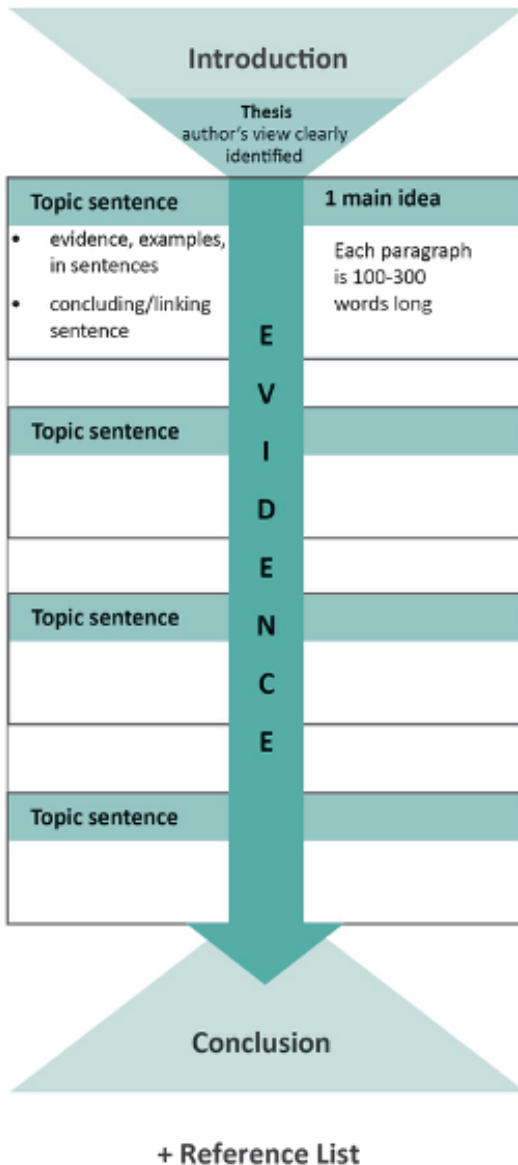 Introduction
Thesis
author's view clearly
identified
Topic sentence
• evidence, examples,
in sentences
• concluding/linking
sentence
1 main idea
Each paragraph
is 100-300
words long
E
V
I
D
E
N
C
E
Topic sentence
Topic sentence
Topic sentence
Conclusion
+ Reference List